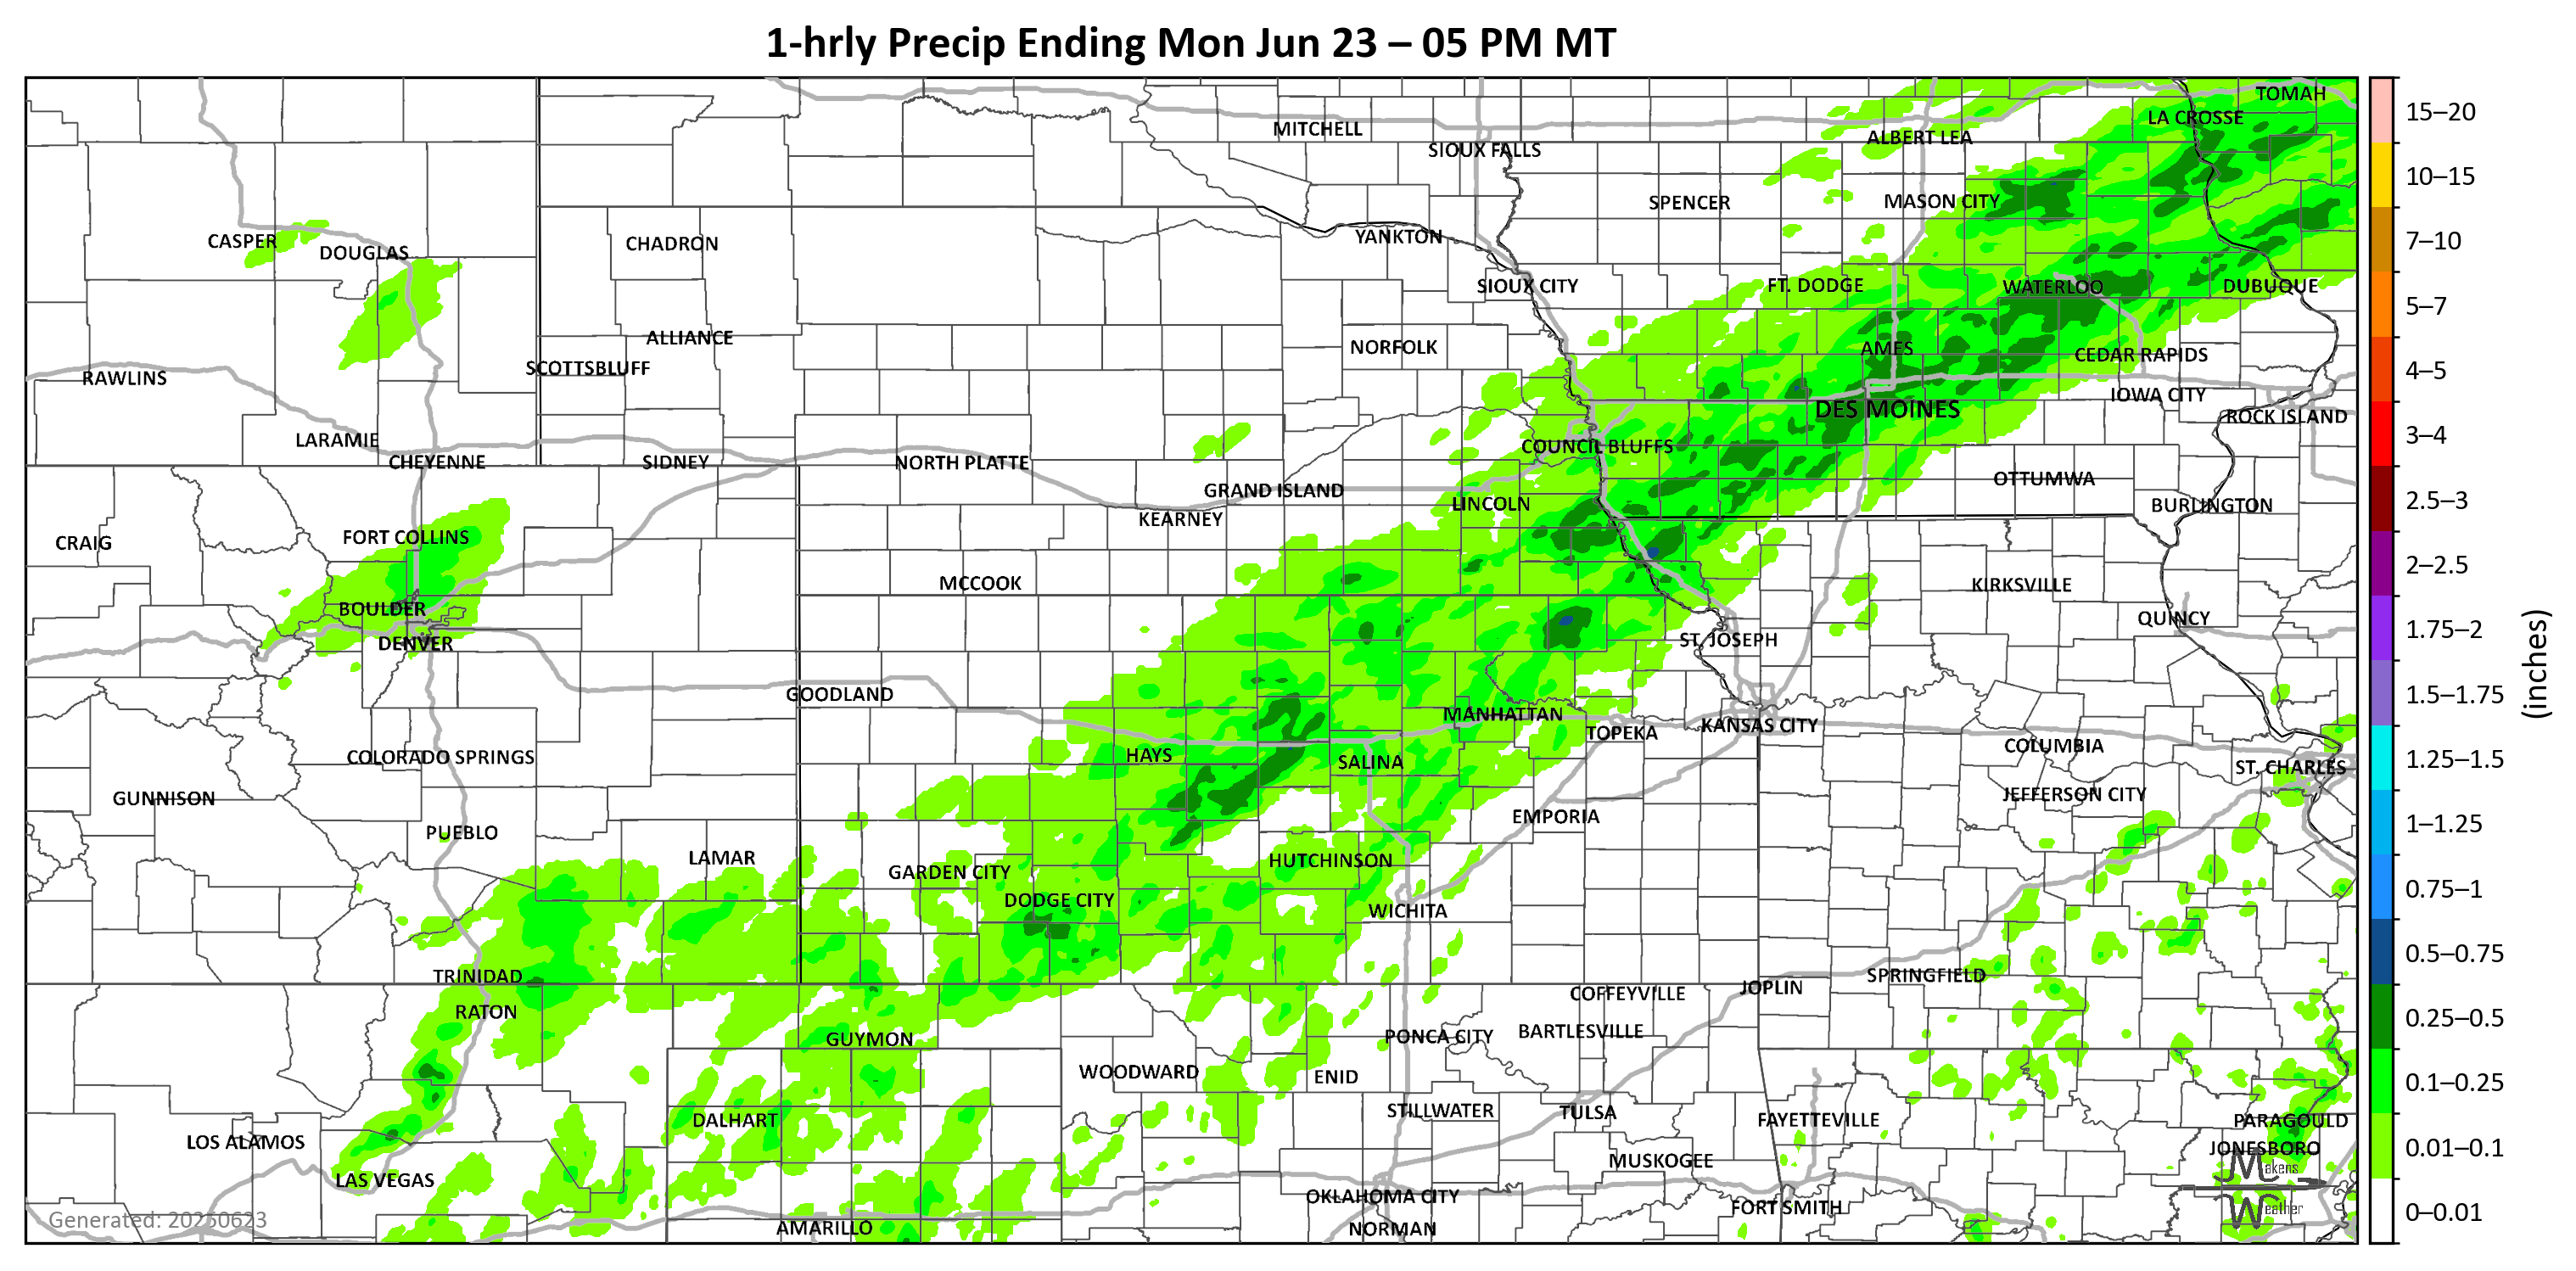 1-hrly Precip Ending Mon Jun 23 – 05 PM MT
TOMAH
LA CROSSE
MITCHELL
ALBERT LEA
SIOUX FALLS
SPENCER
MASON CITY
YANKTON
CASPER
DOUGLAS
CHADRON
SIOUX CITY
FT. DODGE
WATERLOO
DUBUQUE
ALLIANCE
NORFOLK
AMES
CEDAR RAPIDS
SCOTTSBLUFF
RAWLINS
IOWA CITY
DES MOINES
ROCK ISLAND
LARAMIE
COUNCIL BLUFFS
CHEYENNE
SIDNEY
NORTH PLATTE
OTTUMWA
GRAND ISLAND
LINCOLN
BURLINGTON
KEARNEY
CRAIG
FORT COLLINS
MCCOOK
KIRKSVILLE
BOULDER
QUINCY
DENVER
ST. JOSEPH
GOODLAND
MANHATTAN
KANSAS CITY
TOPEKA
COLUMBIA
COLORADO SPRINGS
HAYS
SALINA
ST. CHARLES
GUNNISON
JEFFERSON CITY
EMPORIA
PUEBLO
LAMAR
HUTCHINSON
GARDEN CITY
DODGE CITY
WICHITA
TRINIDAD
SPRINGFIELD
JOPLIN
COFFEYVILLE
RATON
BARTLESVILLE
PONCA CITY
GUYMON
WOODWARD
ENID
STILLWATER
TULSA
DALHART
FAYETTEVILLE
PARAGOULD
LOS ALAMOS
JONESBORO
MUSKOGEE
LAS VEGAS
OKLAHOMA CITY
FORT SMITH
AMARILLO
NORMAN
Generated: 20250623
Makens
Weather
15–20
10–15
7–10
5–7
4–5
3–4
2.5–3
2–2.5
1.75–2
1.5–1.75
1.25–1.5
1–1.25
0.75–1
0.5–0.75
0.25–0.5
0.1–0.25
0.01–0.1
0–0.01
(inches)